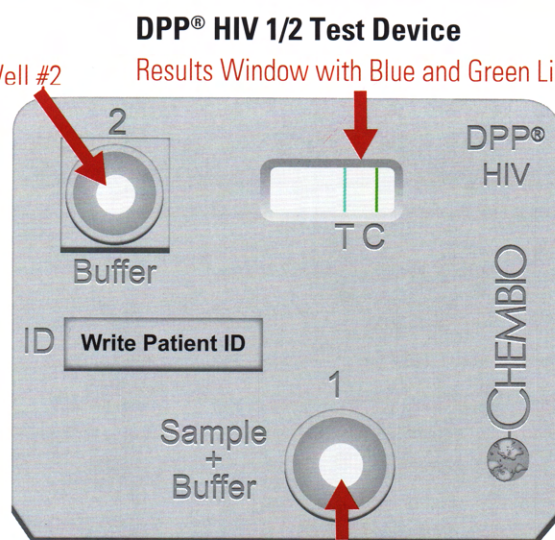 DPP® HIV 1/2 Test Device
Well #2
Results Window with Blue and Green Li
2
DPP®
HIV
T C
Buffer
CHEMBIO
ID
Write Patient ID
1
Sample
+
Buffer